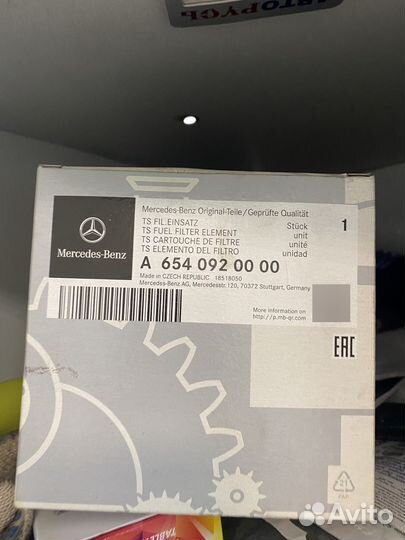 АВТОРУСЬ
Mercedes-Benz Original-Teile/Geprüfte Qualität
TS FIL.EINSATZ Stück 1
TS FUEL FILTER ELEMENT unit
TS CARTOUCHE DE FILTRE unité
TS ELEMENTO DEL FILTRO unidad
Mercedes-Benz
A 654 092 00 00
Made in CZECH REPUBLIC 18518050
Mercedes-Benz AG, Mercedesstr. 120, 70372 Stuttgart, Germany
More information on
http://p.mb-qr.com
EAC
21
PAP
TABLET
Avito